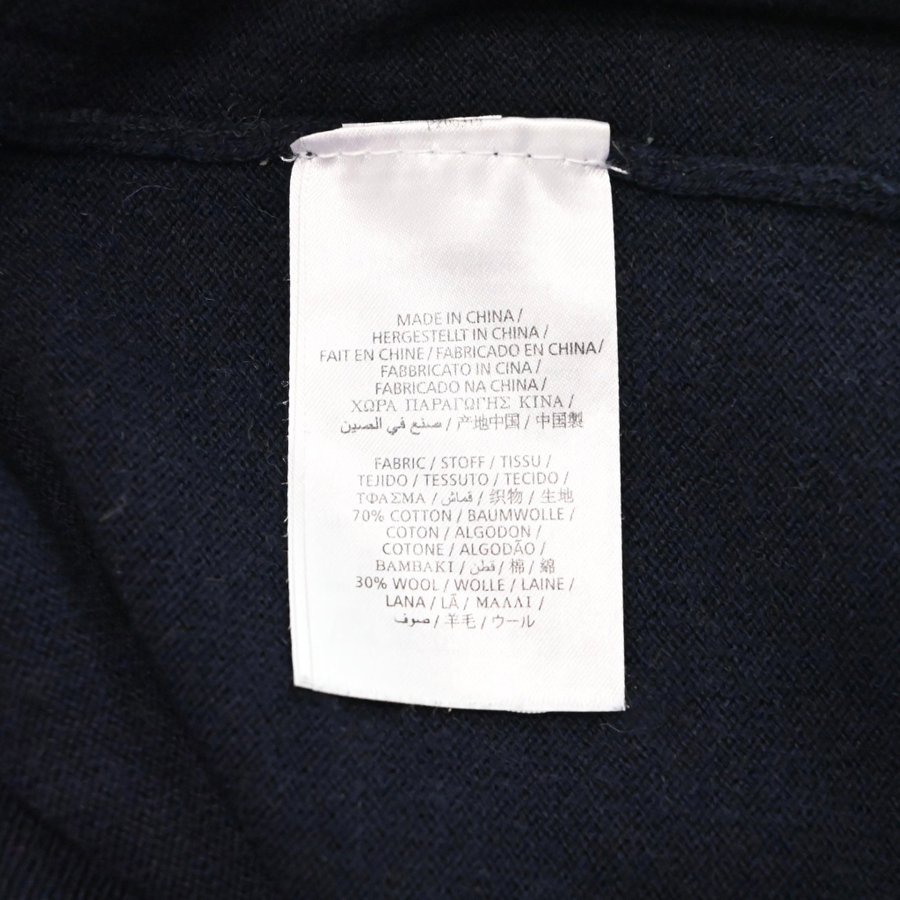 MADE IN CHINA /
HERGESTELLT IN CHINA /
FAIT EN CHINE / FABRICADO EN CHINA/
FABBRICATO IN CINA /
FABRICADO NA CHINA /
ΧΩΡΑ ΠΑΡΑΓΩΓΗΣ ΚΙΝΑ /
صنع في الصين / 产地中国 / 中国製
FABRIC / STOFF / TISSU /
TEJIDO / TESSUTO / TECIDO /
ΤΦΑΣΜΑ / قماش / 织物 / 生地
70% COTTON / BAUMWOLLE /
COTON / ALGODON /
COTONE / ALGODÃO /
ΒΑΜΒΑΚΙ / قطن / 棉 / 綿
30% WOOL / WOLLE / LAINE /
LANA / LÃ / ΜΑΛΛΙ /
صوف / 羊毛 / ウール